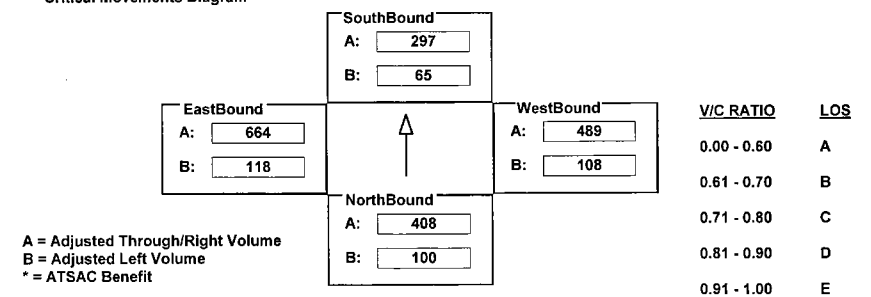 Critical Movements Diagram
SouthBound
A: 297
B: 65
EastBound
A: 664
B: 118
WestBound
A: 489
B: 108
NorthBound
A: 408
B: 100
A = Adjusted Through/Right Volume
B = Adjusted Left Volume
* = ATSAC Benefit
V/C RATIO LOS
0.00 - 0.60 A
0.61 - 0.70 B
0.71 - 0.80 C
0.81 - 0.90 D
0.91 - 1.00 E